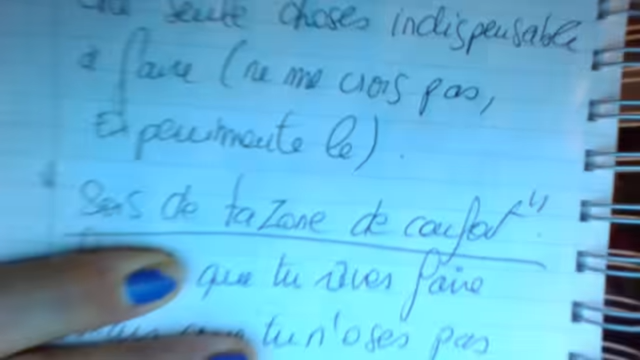 seule choses indispensable
à faire (ne me crois pas,
Experimente le).
"Sors de ta zone de confort".
que tu rêves faire
tu n'oses pas